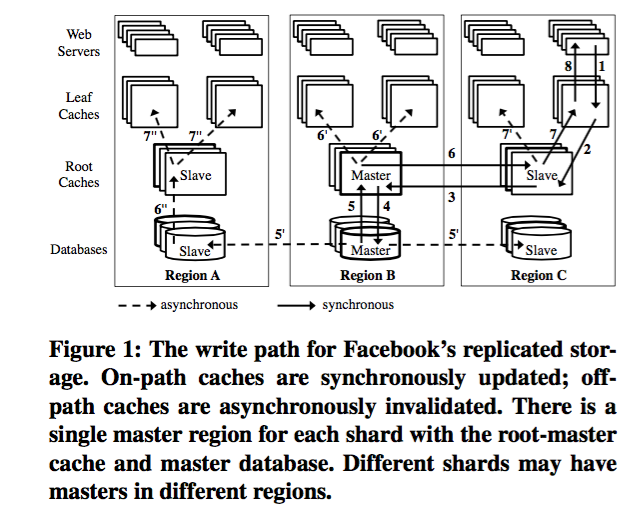 Web
Servers
8 1
Leaf
Caches
7" 7" 6' 6' 7' 7 2
Root
Caches
Slave Master 6 Slave
3
6" 5 4
5' 5'
Databases
Slave Master Slave
Region A Region B Region C
asynchronous synchronous
Figure 1: The write path for Facebook's replicated stor-
age. On-path caches are synchronously updated; off-
path caches are asynchronously invalidated. There is a
single master region for each shard with the root-master
cache and master database. Different shards may have
masters in different regions.